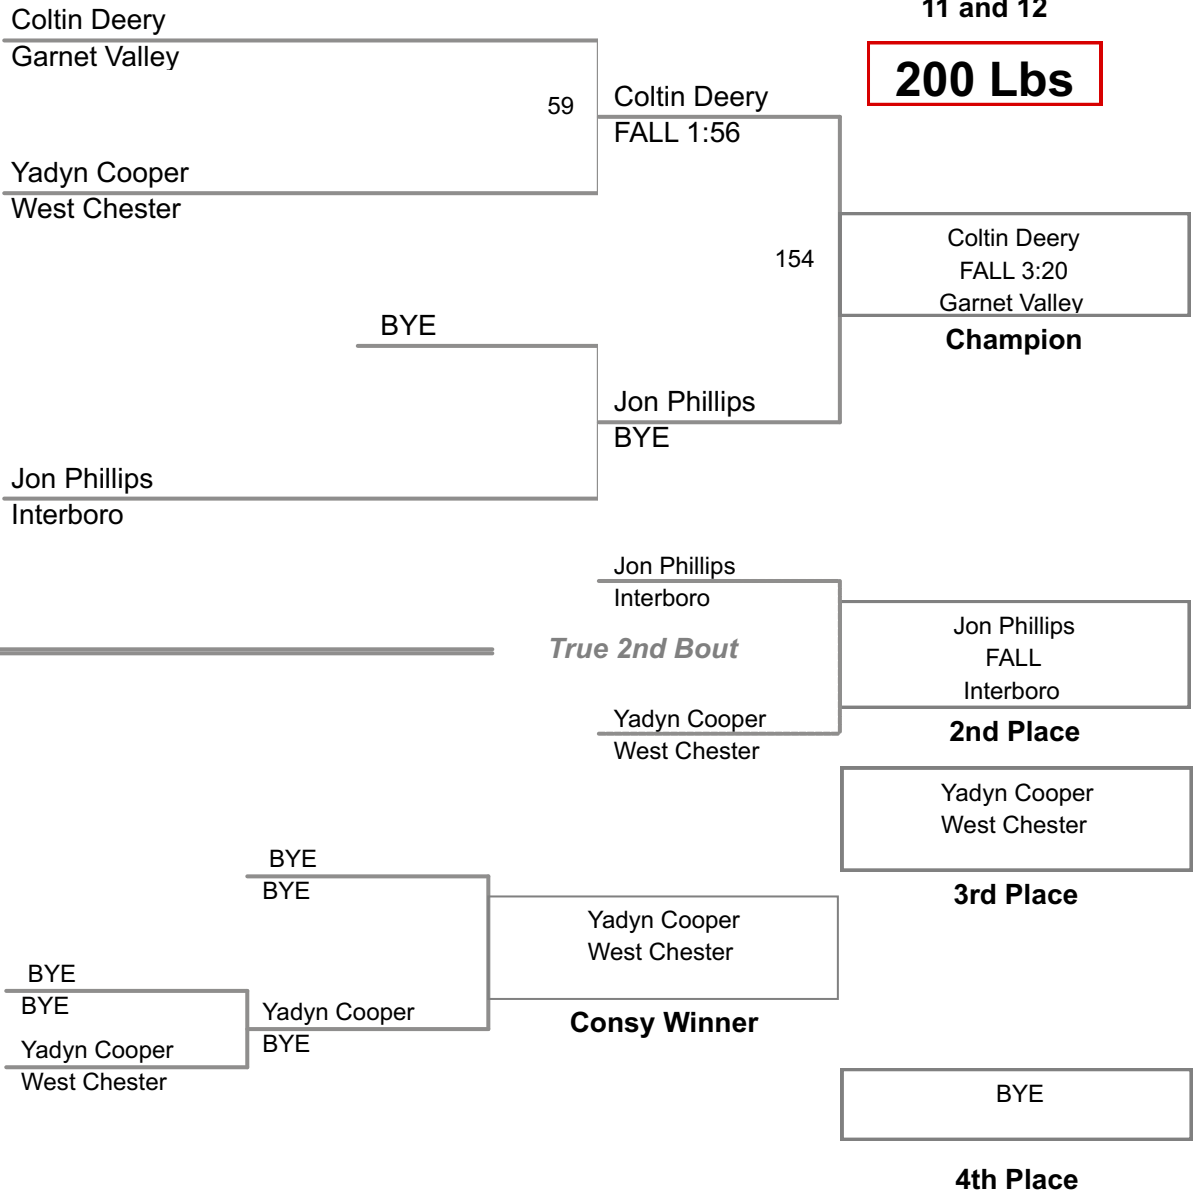 11 and 12
200 Lbs
Coltin Deery
Garnet Valley
59
Coltin Deery
FALL 1:56
Yadyn Cooper
West Chester
154
Coltin Deery
FALL 3:20
Garnet Valley
Champion
BYE
Jon Phillips
BYE
Jon Phillips
Interboro
Jon Phillips
Interboro
True 2nd Bout
Jon Phillips
FALL
Interboro
2nd Place
Yadyn Cooper
West Chester
Yadyn Cooper
West Chester
3rd Place
BYE
BYE
Yadyn Cooper
West Chester
Consy Winner
BYE
BYE
Yadyn Cooper
BYE
Yadyn Cooper
West Chester
BYE
4th Place